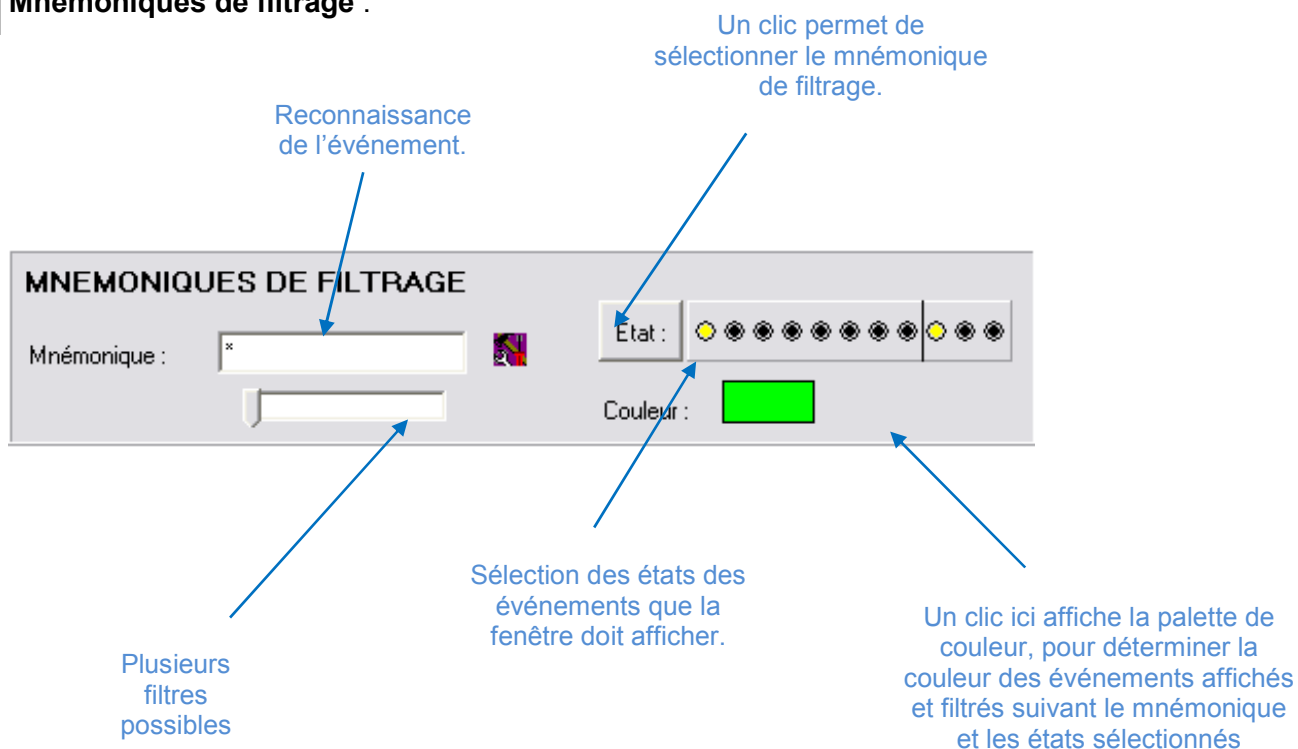 Mnémoniques de filtrage :
Un clic permet de
sélectionner le mnémonique
de filtrage.
Reconnaissance
de l'événement.
MNEMONIQUES DE FILTRAGE
Mnémonique :
*
Etat :
Couleur :
Sélection des états des
événements que la
fenêtre doit afficher.
Plusieurs
filtres
possibles
Un clic ici affiche la palette de
couleur, pour déterminer la
couleur des événements affichés
et filtrés suivant le mnémonique
et les états sélectionnés